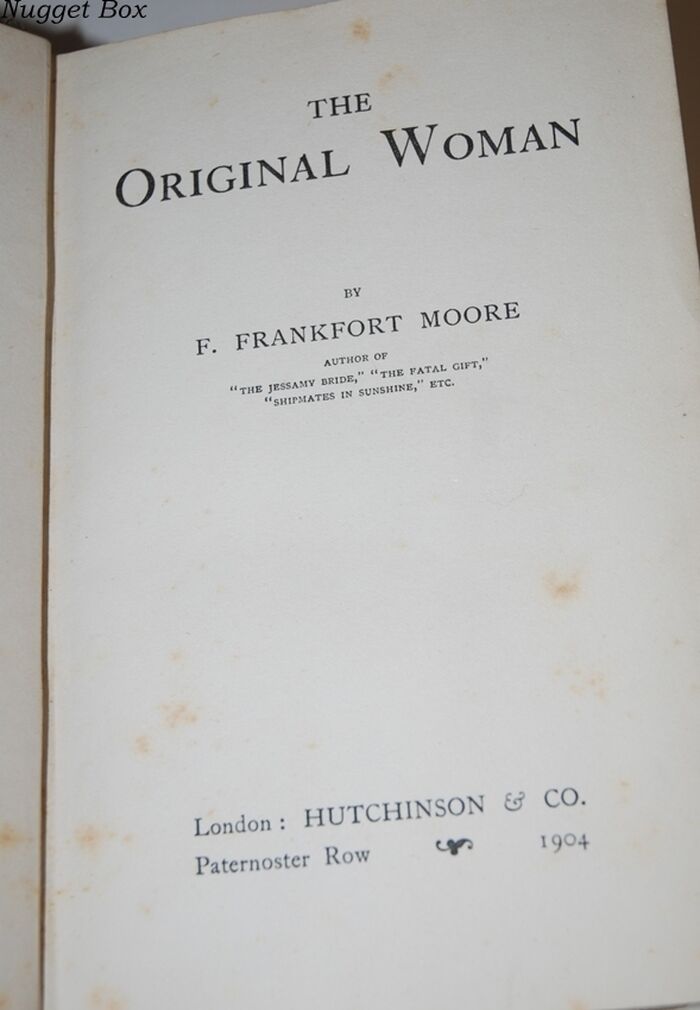 Nugget Box
THE
ORIGINAL WOMAN
BY
F. FRANKFORT MOORE
AUTHOR OF
"THE JESSAMY BRIDE," "THE FATAL GIFT,"
"SHIPMATES IN SUNSHINE," ETC.
London: HUTCHINSON & CO.
Paternoster Row 1904